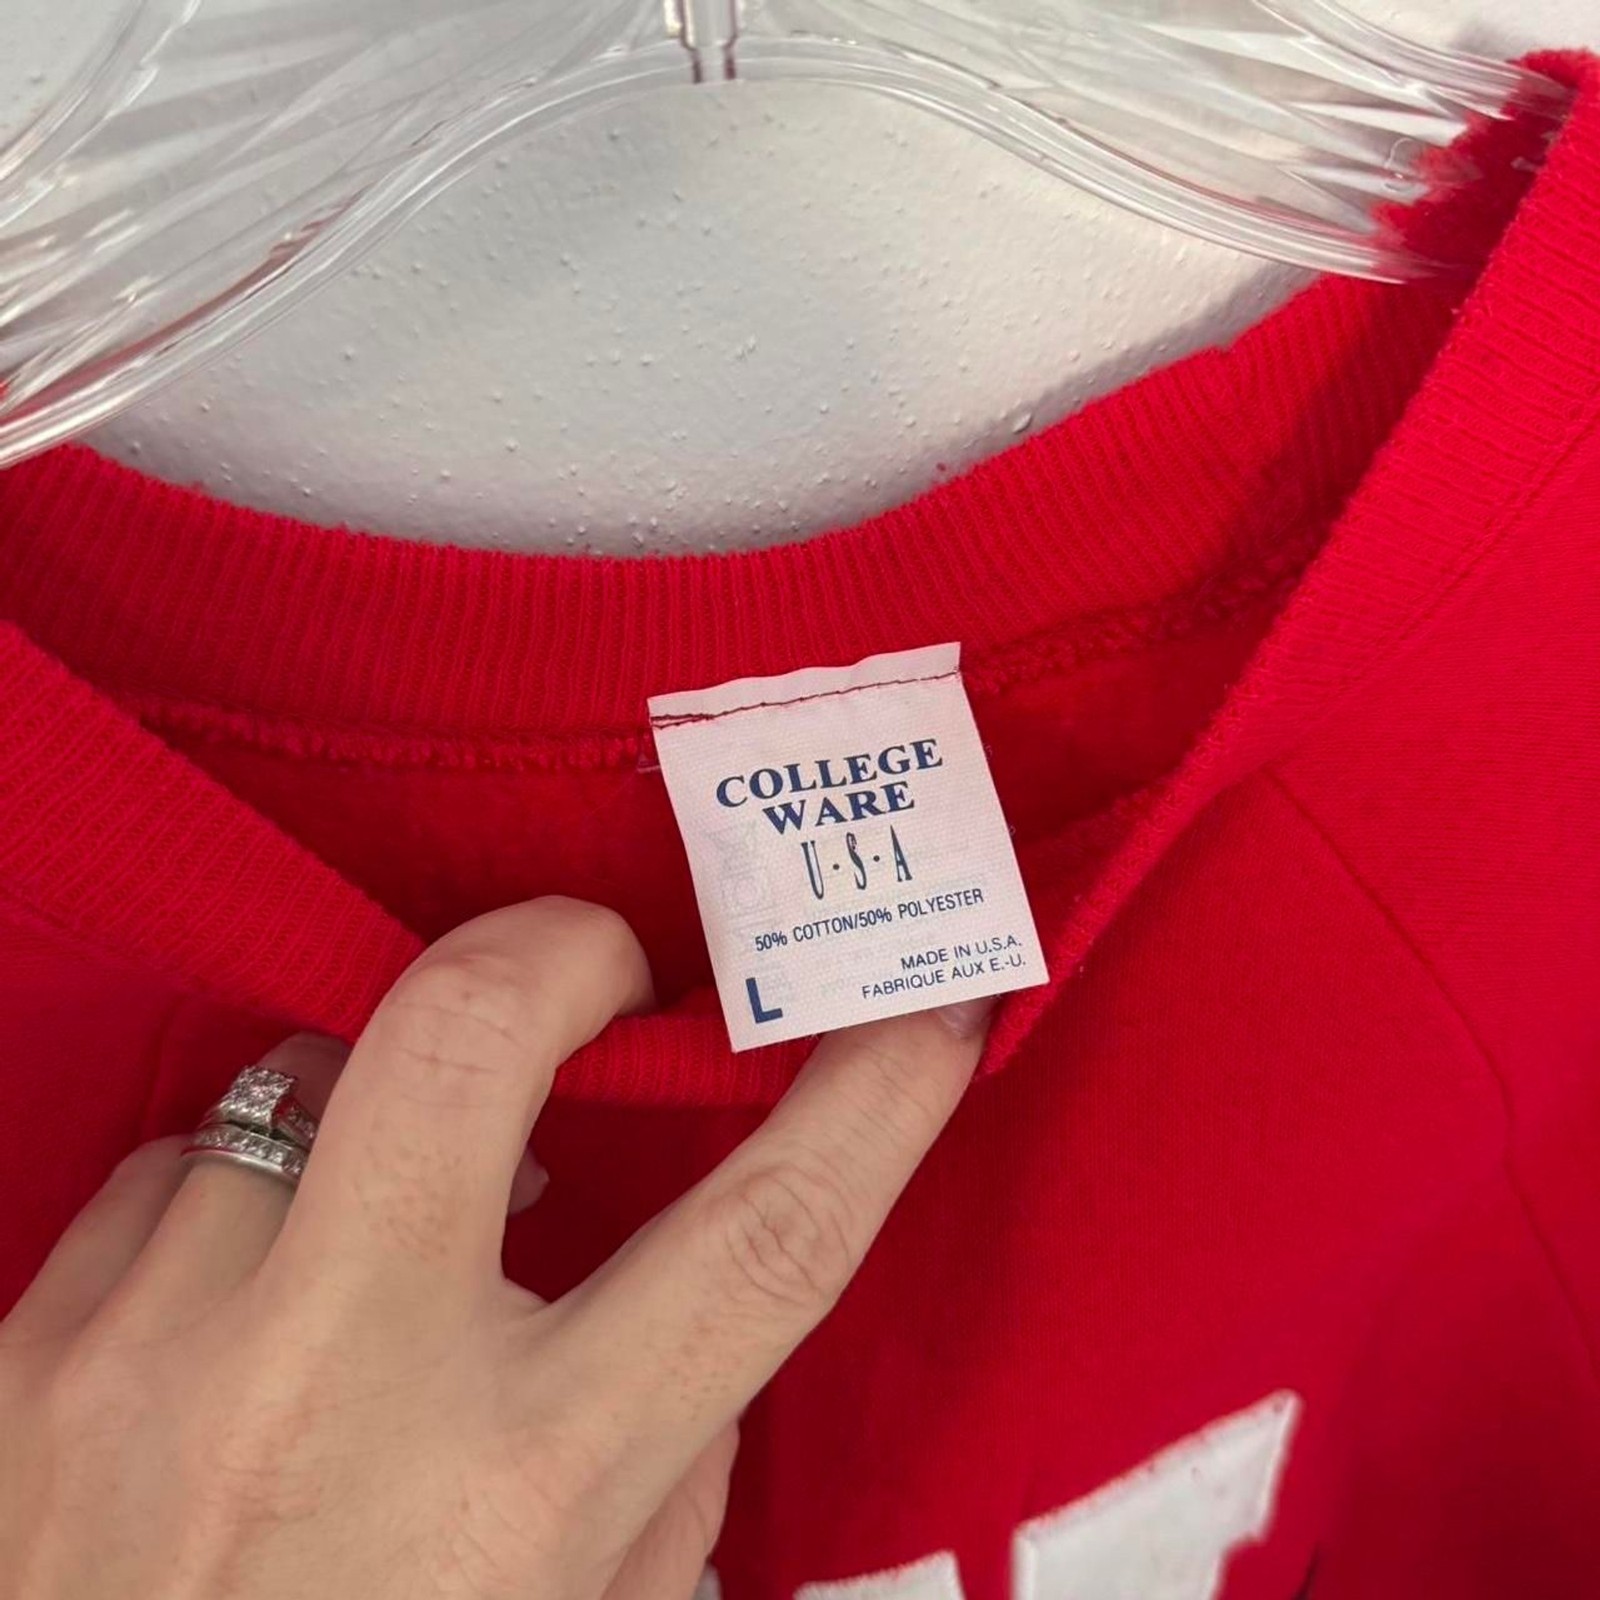 COLLEGE
WARE
U·S·A
50% COTTON/50% POLYESTER
MADE IN U.S.A.
FABRIQUE AUX E.-U.
L